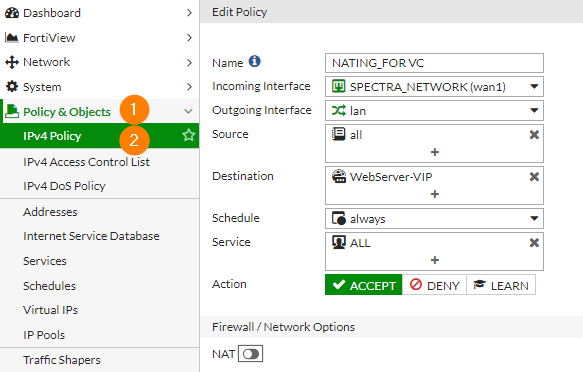 Dashboard
FortiView
Network
System
Policy & Objects 1
IPv4 Policy 2
IPv4 Access Control List
IPv4 DoS Policy
Addresses
Internet Service Database
Services
Schedules
Virtual IPs
IP Pools
Traffic Shapers
Edit Policy
Name NATING_FOR VC
Incoming Interface SPECTRA_NETWORK (wan1)
Outgoing Interface lan
Source all
+
Destination WebServer-VIP
+
Schedule always
Service ALL
+
Action ACCEPT DENY LEARN
Firewall / Network Options
NAT